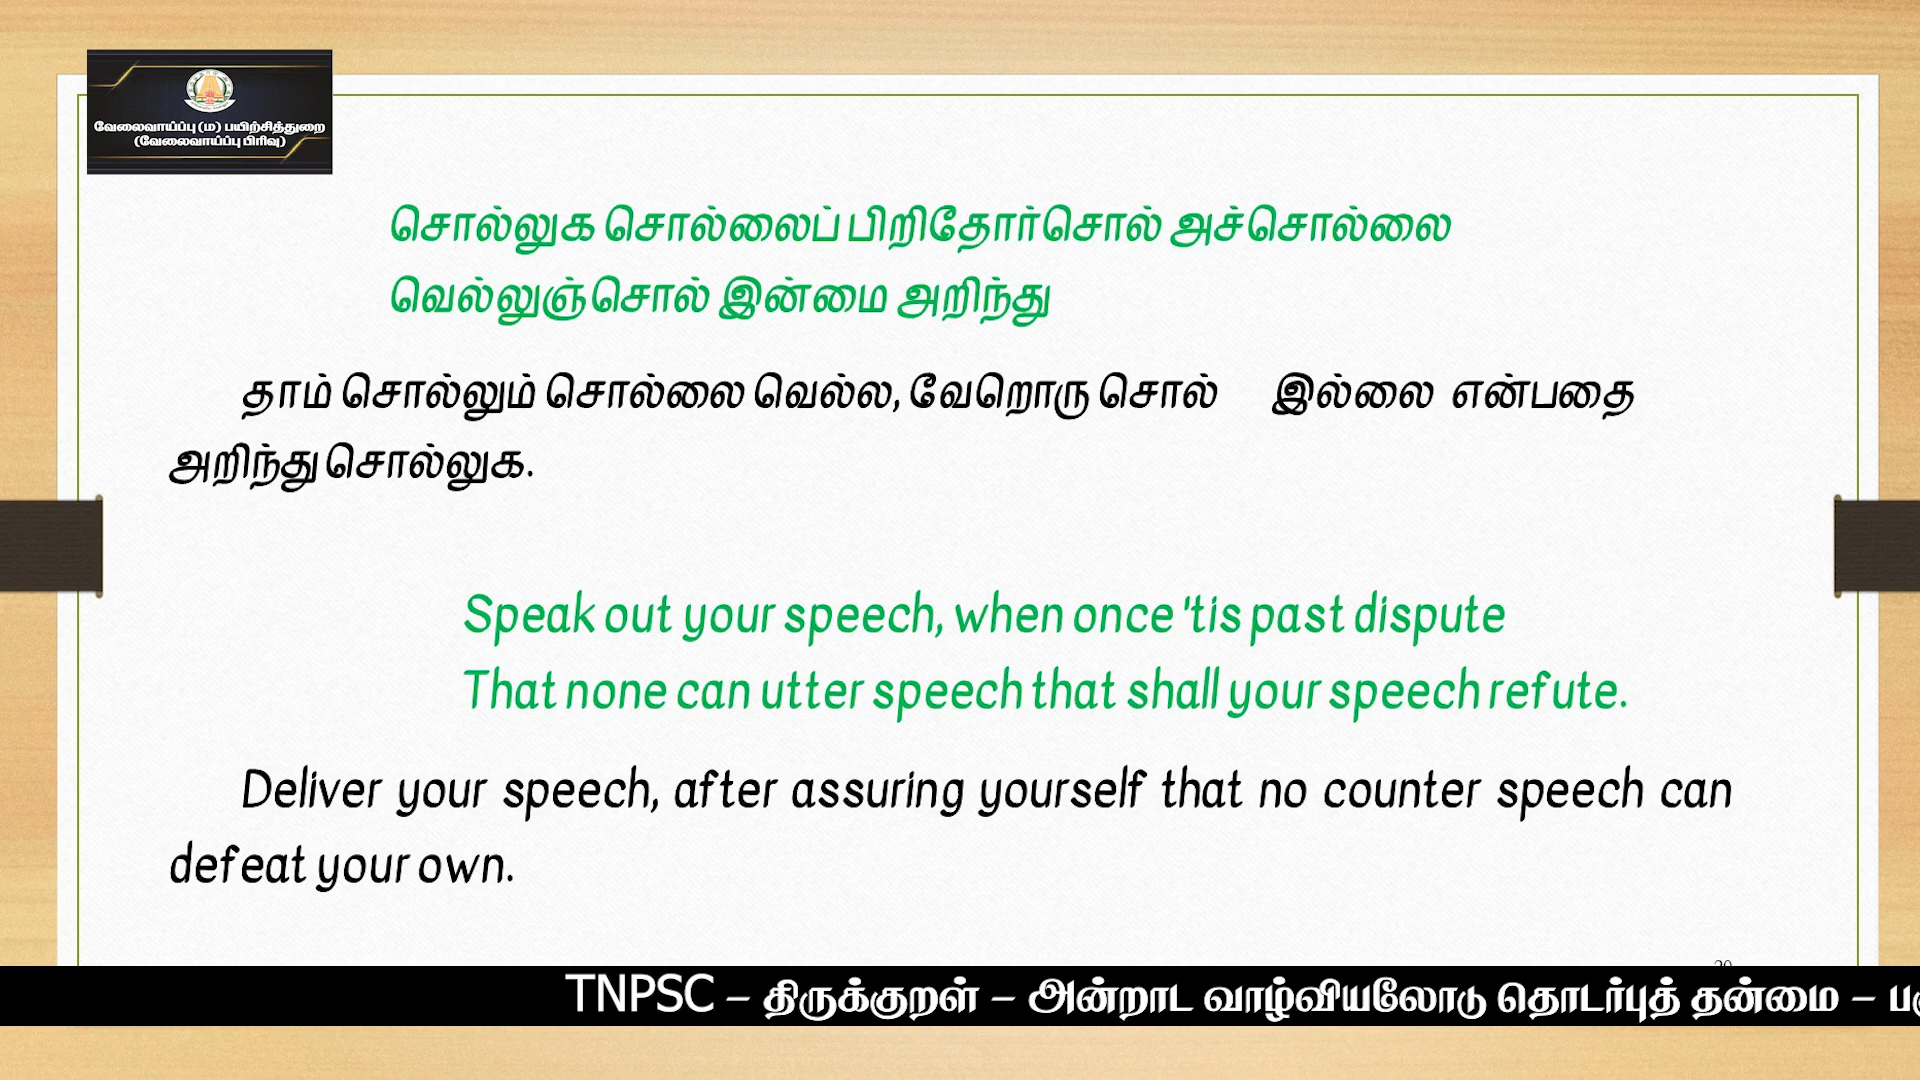 வேலைவாய்ப்பு (ம) பயிற்சித்துறை
(வேலைவாய்ப்பு பிரிவு)
சொல்லுக சொல்லைப் பிறிதோர்சொல் அச்சொல்லை
வெல்லுஞ்சொல் இன்மை அறிந்து
தாம் சொல்லும் சொல்லை வெல்ல, வேறொரு சொல் இல்லை என்பதை
அறிந்து சொல்லுக.
Speak out your speech, when once 'tis past dispute
That none can utter speech that shall your speech refute.
Deliver your speech, after assuring yourself that no counter speech can
defeat your own.
TNPSC – திருக்குறள் – அன்றாட வாழ்வியலோடு தொடர்புத் தன்மை –